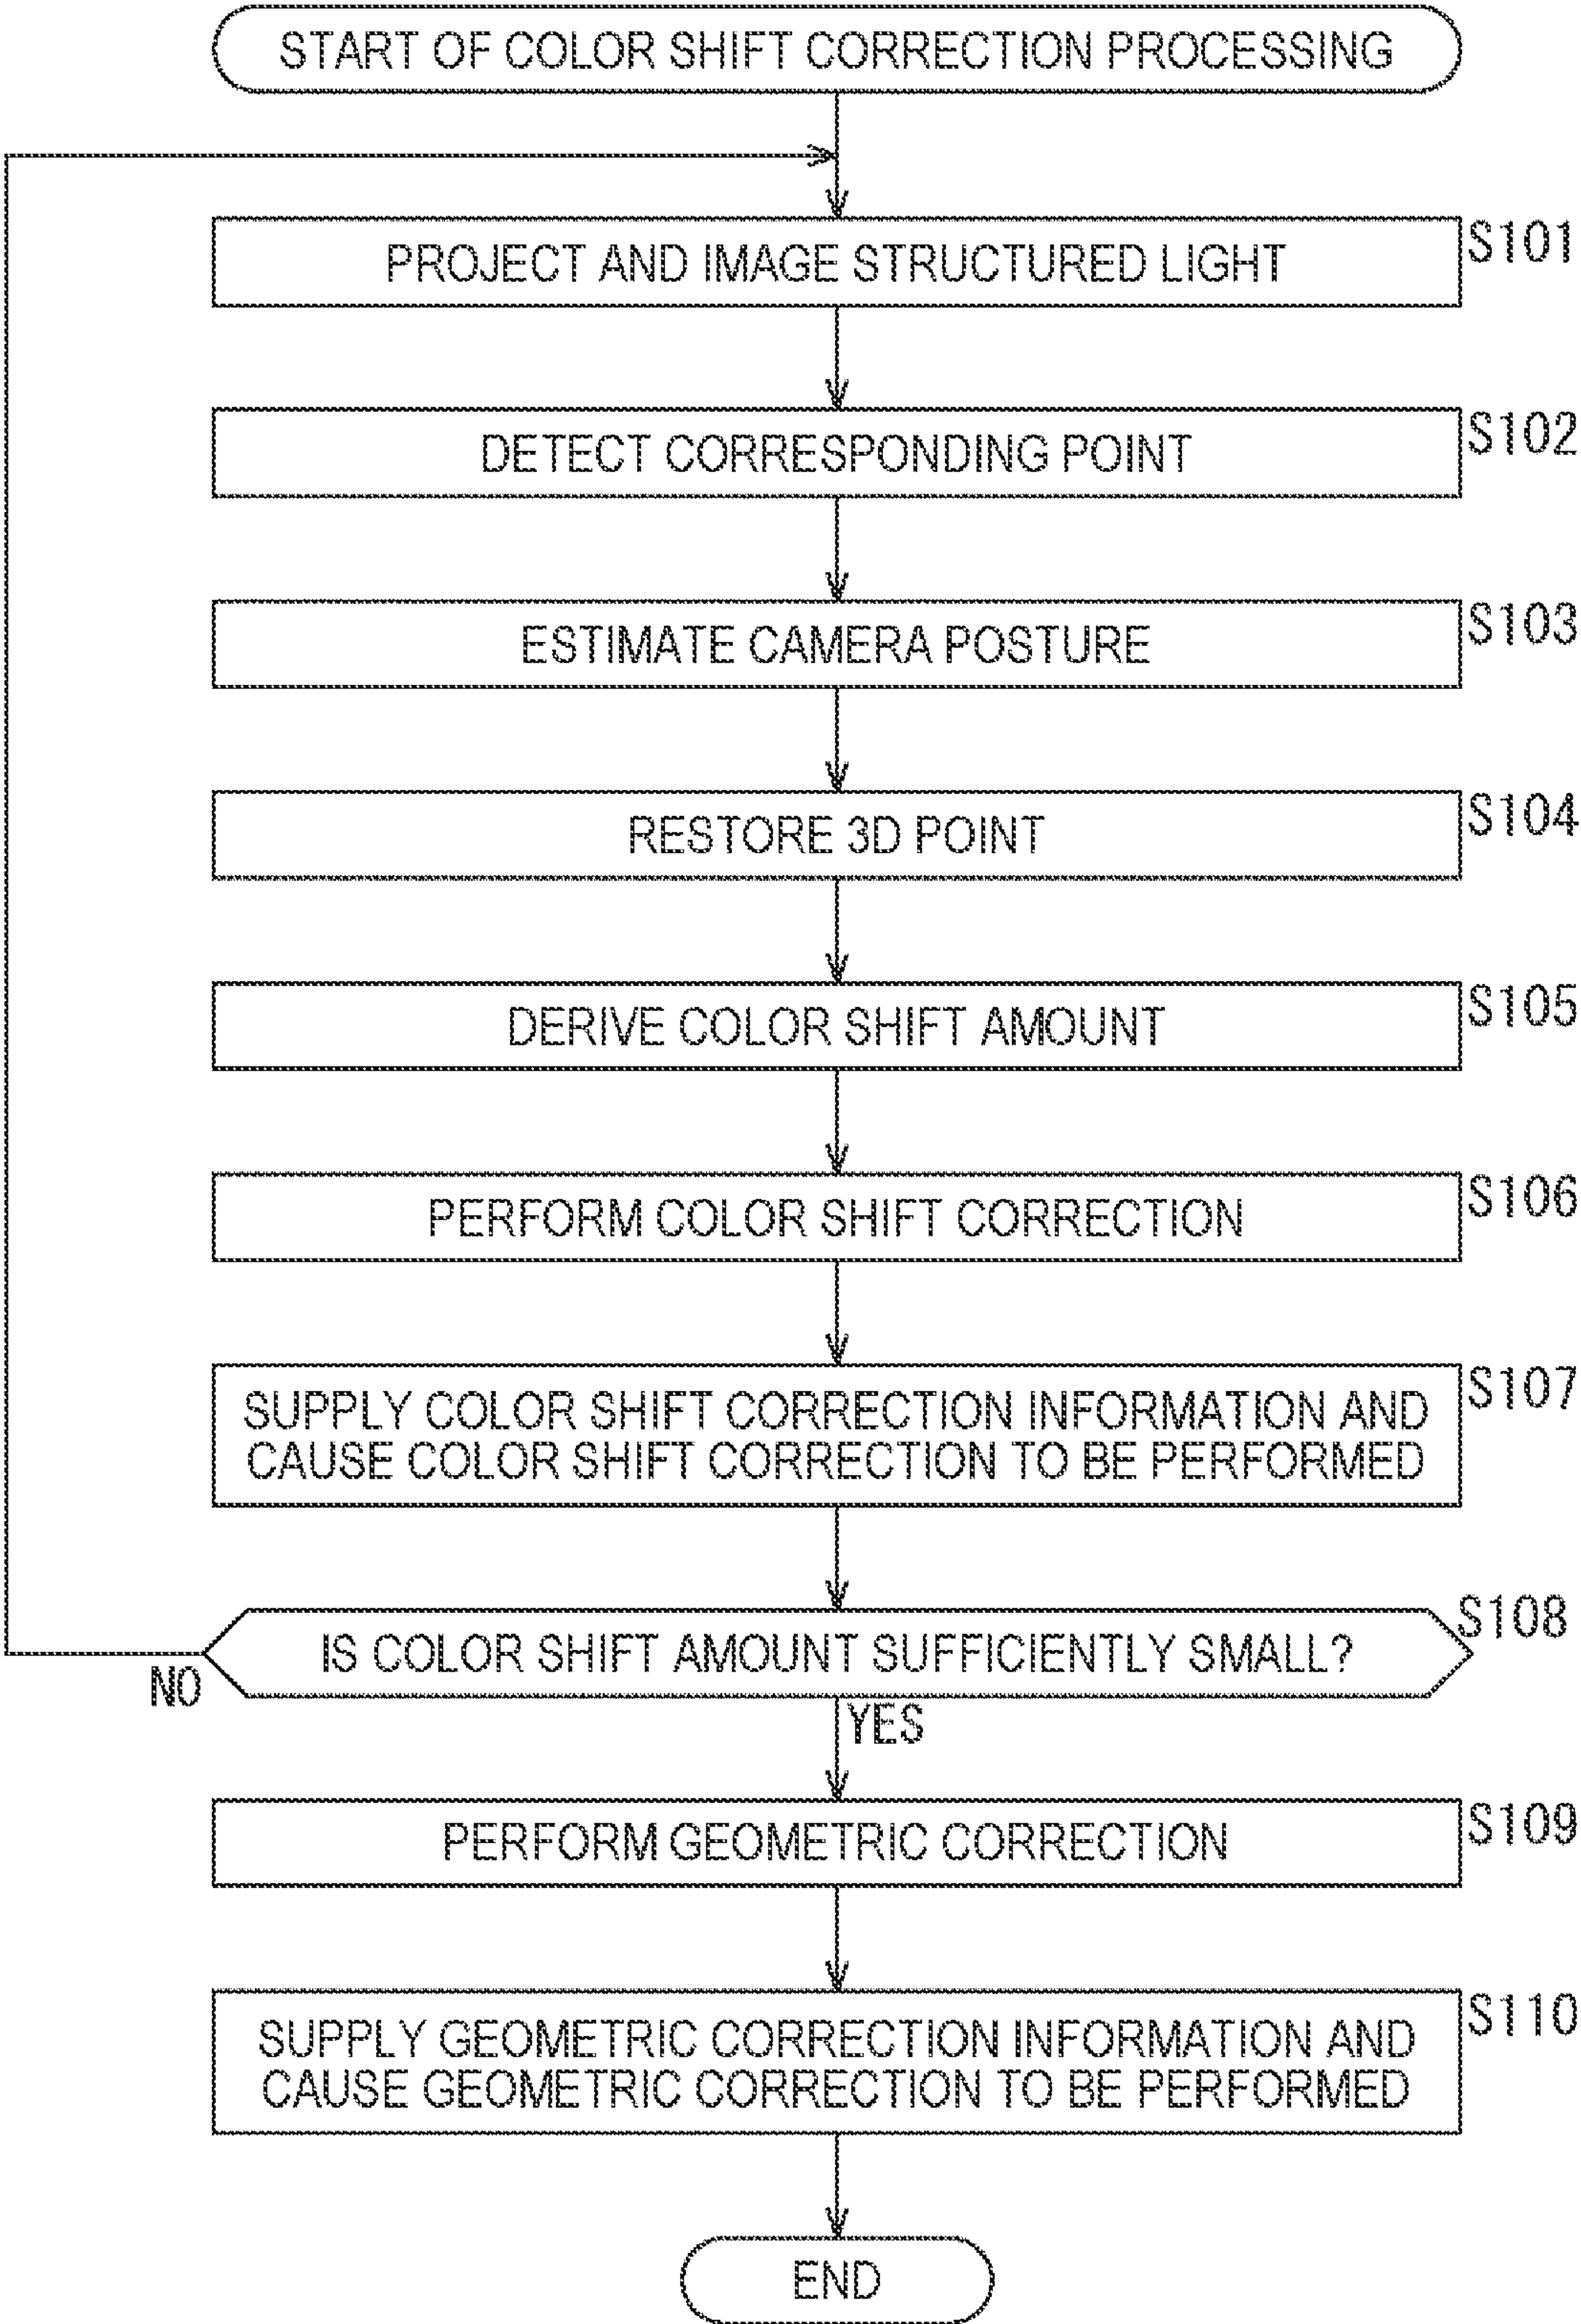 START OF COLOR SHIFT CORRECTION PROCESSING
PROJECT AND IMAGE STRUCTURED LIGHT
S101
DETECT CORRESPONDING POINT
S102
ESTIMATE CAMERA POSTURE
S103
RESTORE 3D POINT
S104
DERIVE COLOR SHIFT AMOUNT
S105
PERFORM COLOR SHIFT CORRECTION
S106
SUPPLY COLOR SHIFT CORRECTION INFORMATION AND
CAUSE COLOR SHIFT CORRECTION TO BE PERFORMED
S107
IS COLOR SHIFT AMOUNT SUFFICIENTLY SMALL?
S108
NO
YES
PERFORM GEOMETRIC CORRECTION
S109
SUPPLY GEOMETRIC CORRECTION INFORMATION AND
CAUSE GEOMETRIC CORRECTION TO BE PERFORMED
S110
END